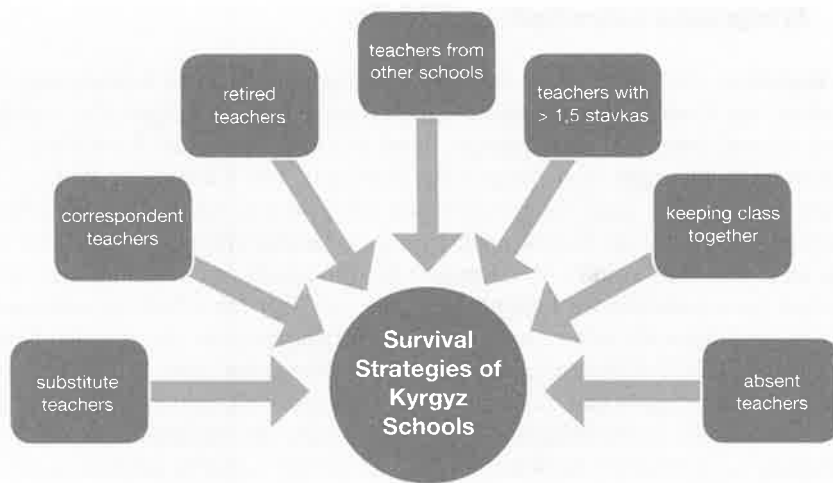 teachers from
other schools
retired
teachers
teachers with
> 1,5 stavkas
correspondent
teachers
keeping class
together
substitute
teachers
Survival
Strategies of
Kyrgyz
Schools
absent
teachers